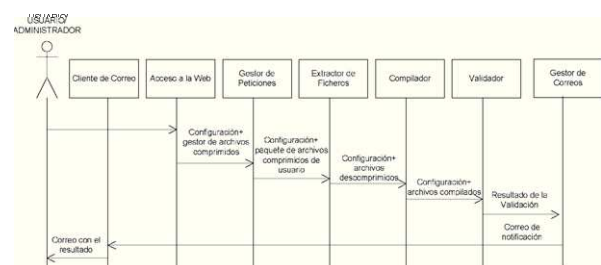 USUARIO/
ADMINISTRADOR
Cliente de Correo
Acceso a la Web
Gestor de
Peticiones
Extractor de
Ficheros
Compilador
Validador
Gestor de
Correos
Configuración+
gestor de archivos
comprimidos
Configuración+
paquete de archivos
comprimidos de
usuario
Configuración+
archivos
descomprimidos
Configuración+
archivos compilados
Resultado de la
Validación
Correo de
notificación
Correo con el
resultado